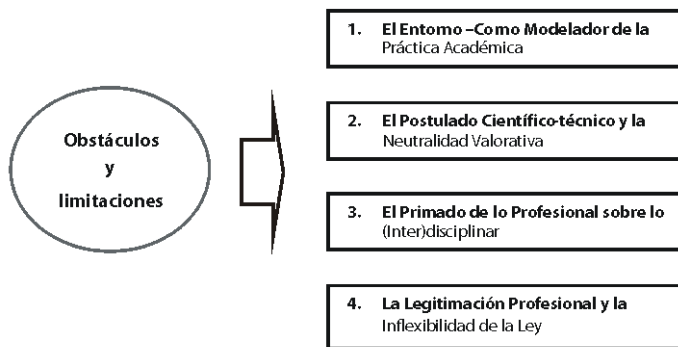 Obstáculos
y
limitaciones
1. El Entorno –Como Modelador de la
Práctica Académica
2. El Postulado Científico-técnico y la
Neutralidad Valorativa
3. El Primado de lo Profesional sobre lo
(Inter)disciplinar
4. La Legitimación Profesional y la
Inflexibilidad de la Ley